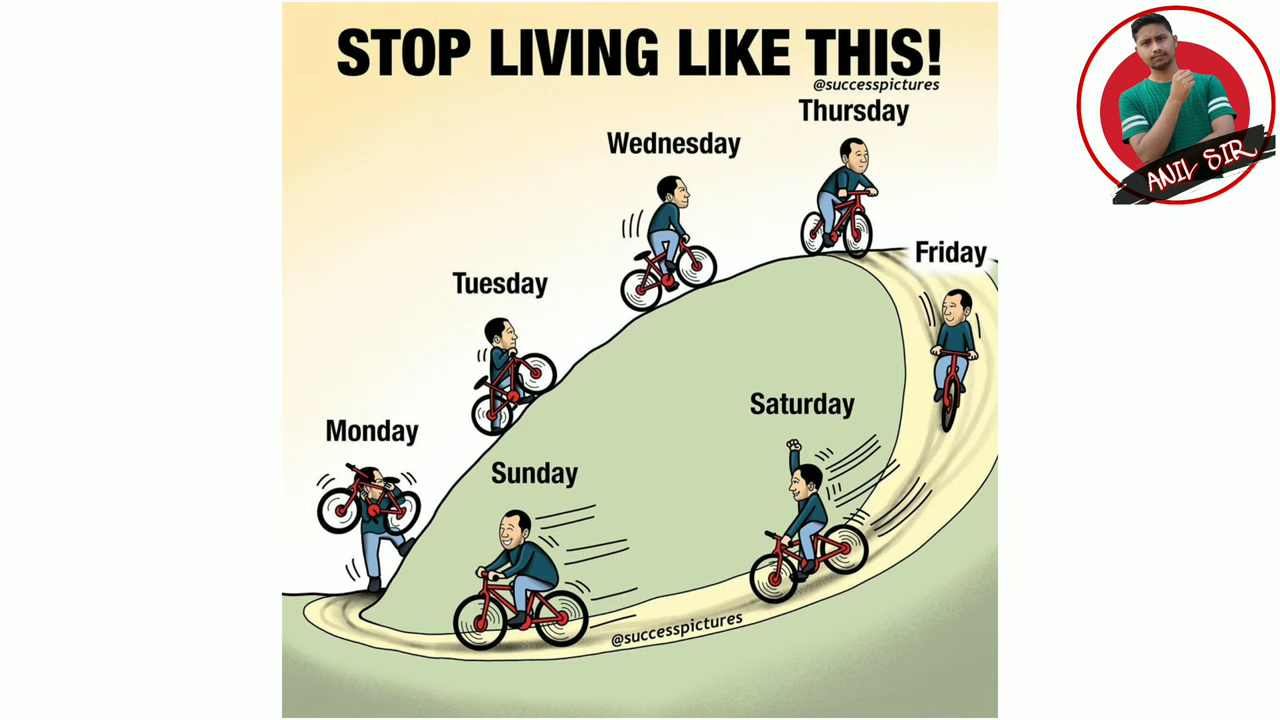 STOP LIVING LIKE THIS!
@successpictures
Thursday
Wednesday
Friday
Tuesday
Saturday
Monday
Sunday
@successpictures
ANIL SIR